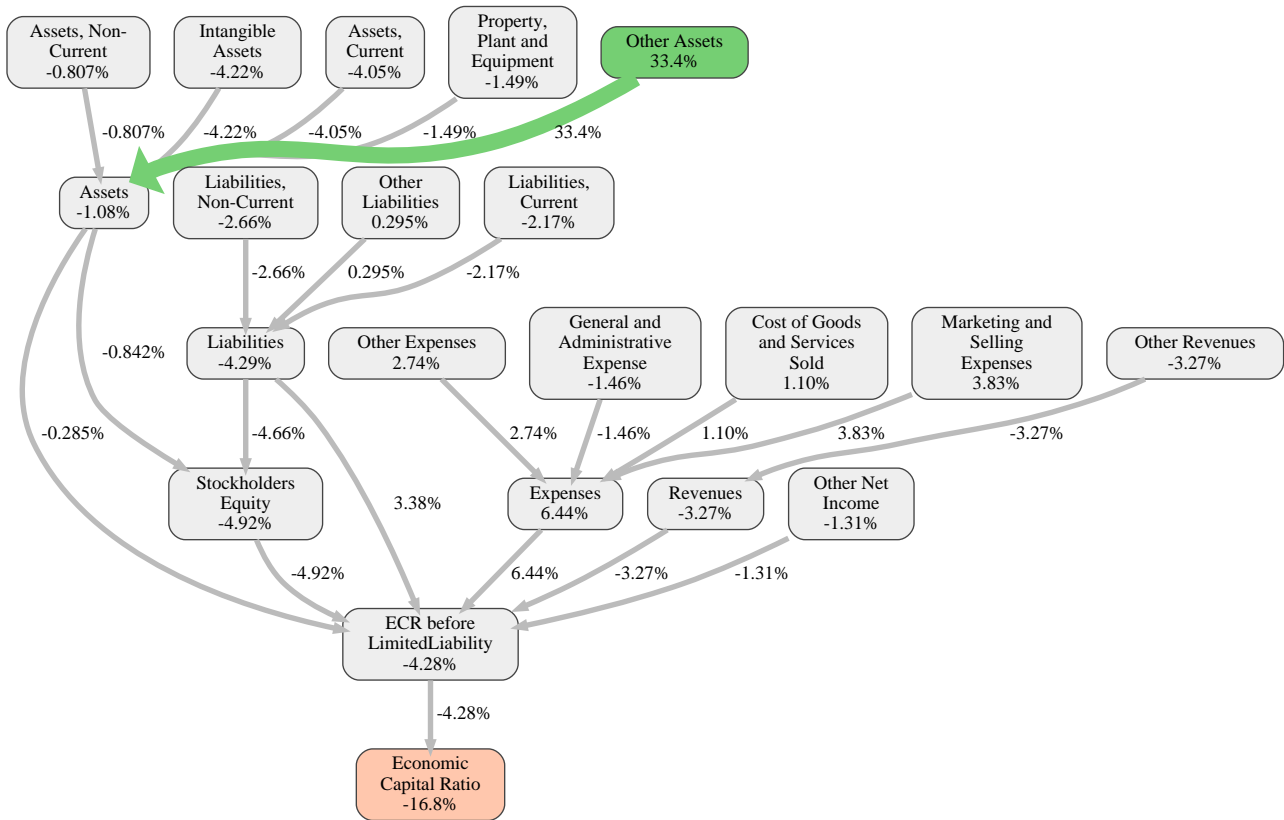 Assets, Non-
Current
-0.807%
Intangible
Assets
-4.22%
Assets,
Current
-4.05%
Property,
Plant and
Equipment
-1.49%
Other Assets
33.4%
-0.807%
-4.22%
-4.05%
-1.49%
33.4%
Assets
-1.08%
Liabilities,
Non-Current
-2.66%
Other
Liabilities
0.295%
Liabilities,
Current
-2.17%
-2.66%
0.295%
-2.17%
Liabilities
-4.29%
Other Expenses
2.74%
General and
Administrative
Expense
-1.46%
Cost of Goods
and Services
Sold
1.10%
Marketing and
Selling
Expenses
3.83%
Other Revenues
-3.27%
-0.842%
-0.285%
-4.66%
2.74%
-1.46%
1.10%
3.83%
-3.27%
Stockholders
Equity
-4.92%
3.38%
Expenses
6.44%
Revenues
-3.27%
Other Net
Income
-1.31%
-4.92%
6.44%
-3.27%
-1.31%
ECR before
LimitedLiability
-4.28%
-4.28%
Economic
Capital Ratio
-16.8%